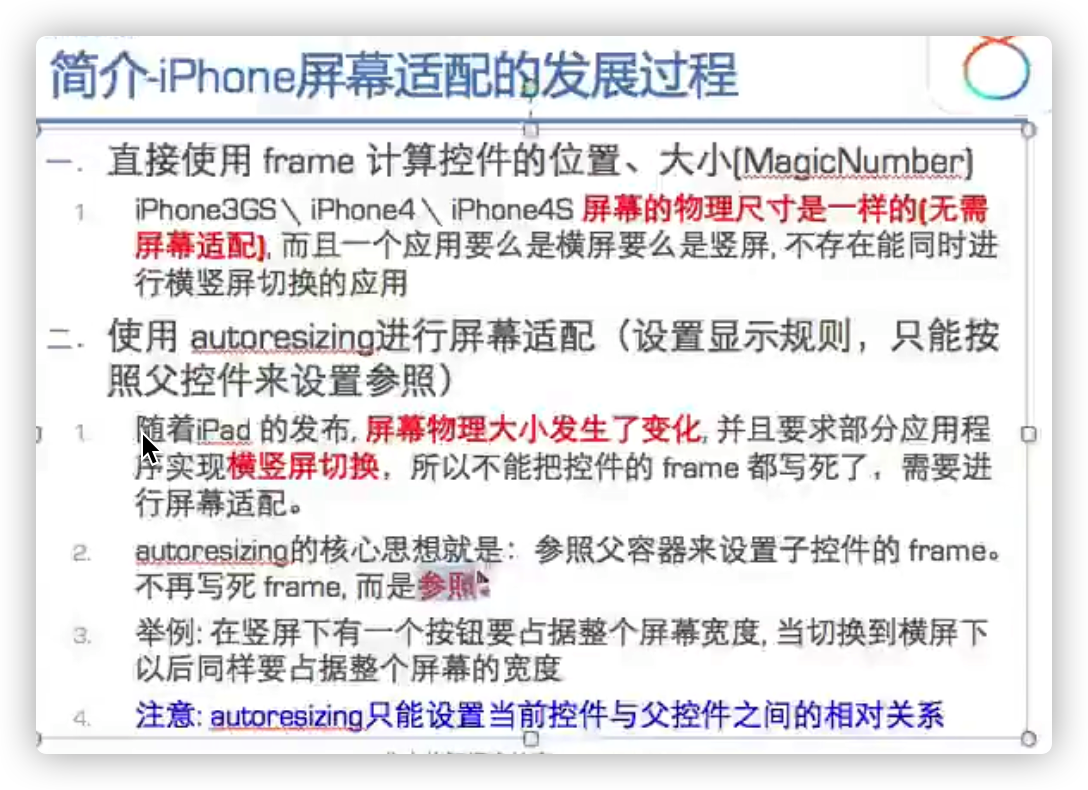 简介-iPhone屏幕适配的发展过程
一. 直接使用 frame 计算控件的位置、大小(MagicNumber)
1. iPhone3GS \ iPhone4 \ iPhone4S 屏幕的物理尺寸是一样的(无需
屏幕适配), 而且一个应用要么是横屏要么是竖屏, 不存在能同时进
行横竖屏切换的应用
二. 使用 autoresizing进行屏幕适配（设置显示规则，只能按
照父控件来设置参照）
1. 随着iPad 的发布, 屏幕物理大小发生了变化, 并且要求部分应用程
序实现横竖屏切换，所以不能把控件的 frame 都写死了，需要进
行屏幕适配。
2. autoresizing的核心思想就是：参照父容器来设置子控件的 frame。
不再写死 frame, 而是参照
3. 举例: 在竖屏下有一个按钮要占据整个屏幕宽度, 当切换到横屏下
以后同样要占据整个屏幕的宽度
4. 注意: autoresizing只能设置当前控件与父控件之间的相对关系